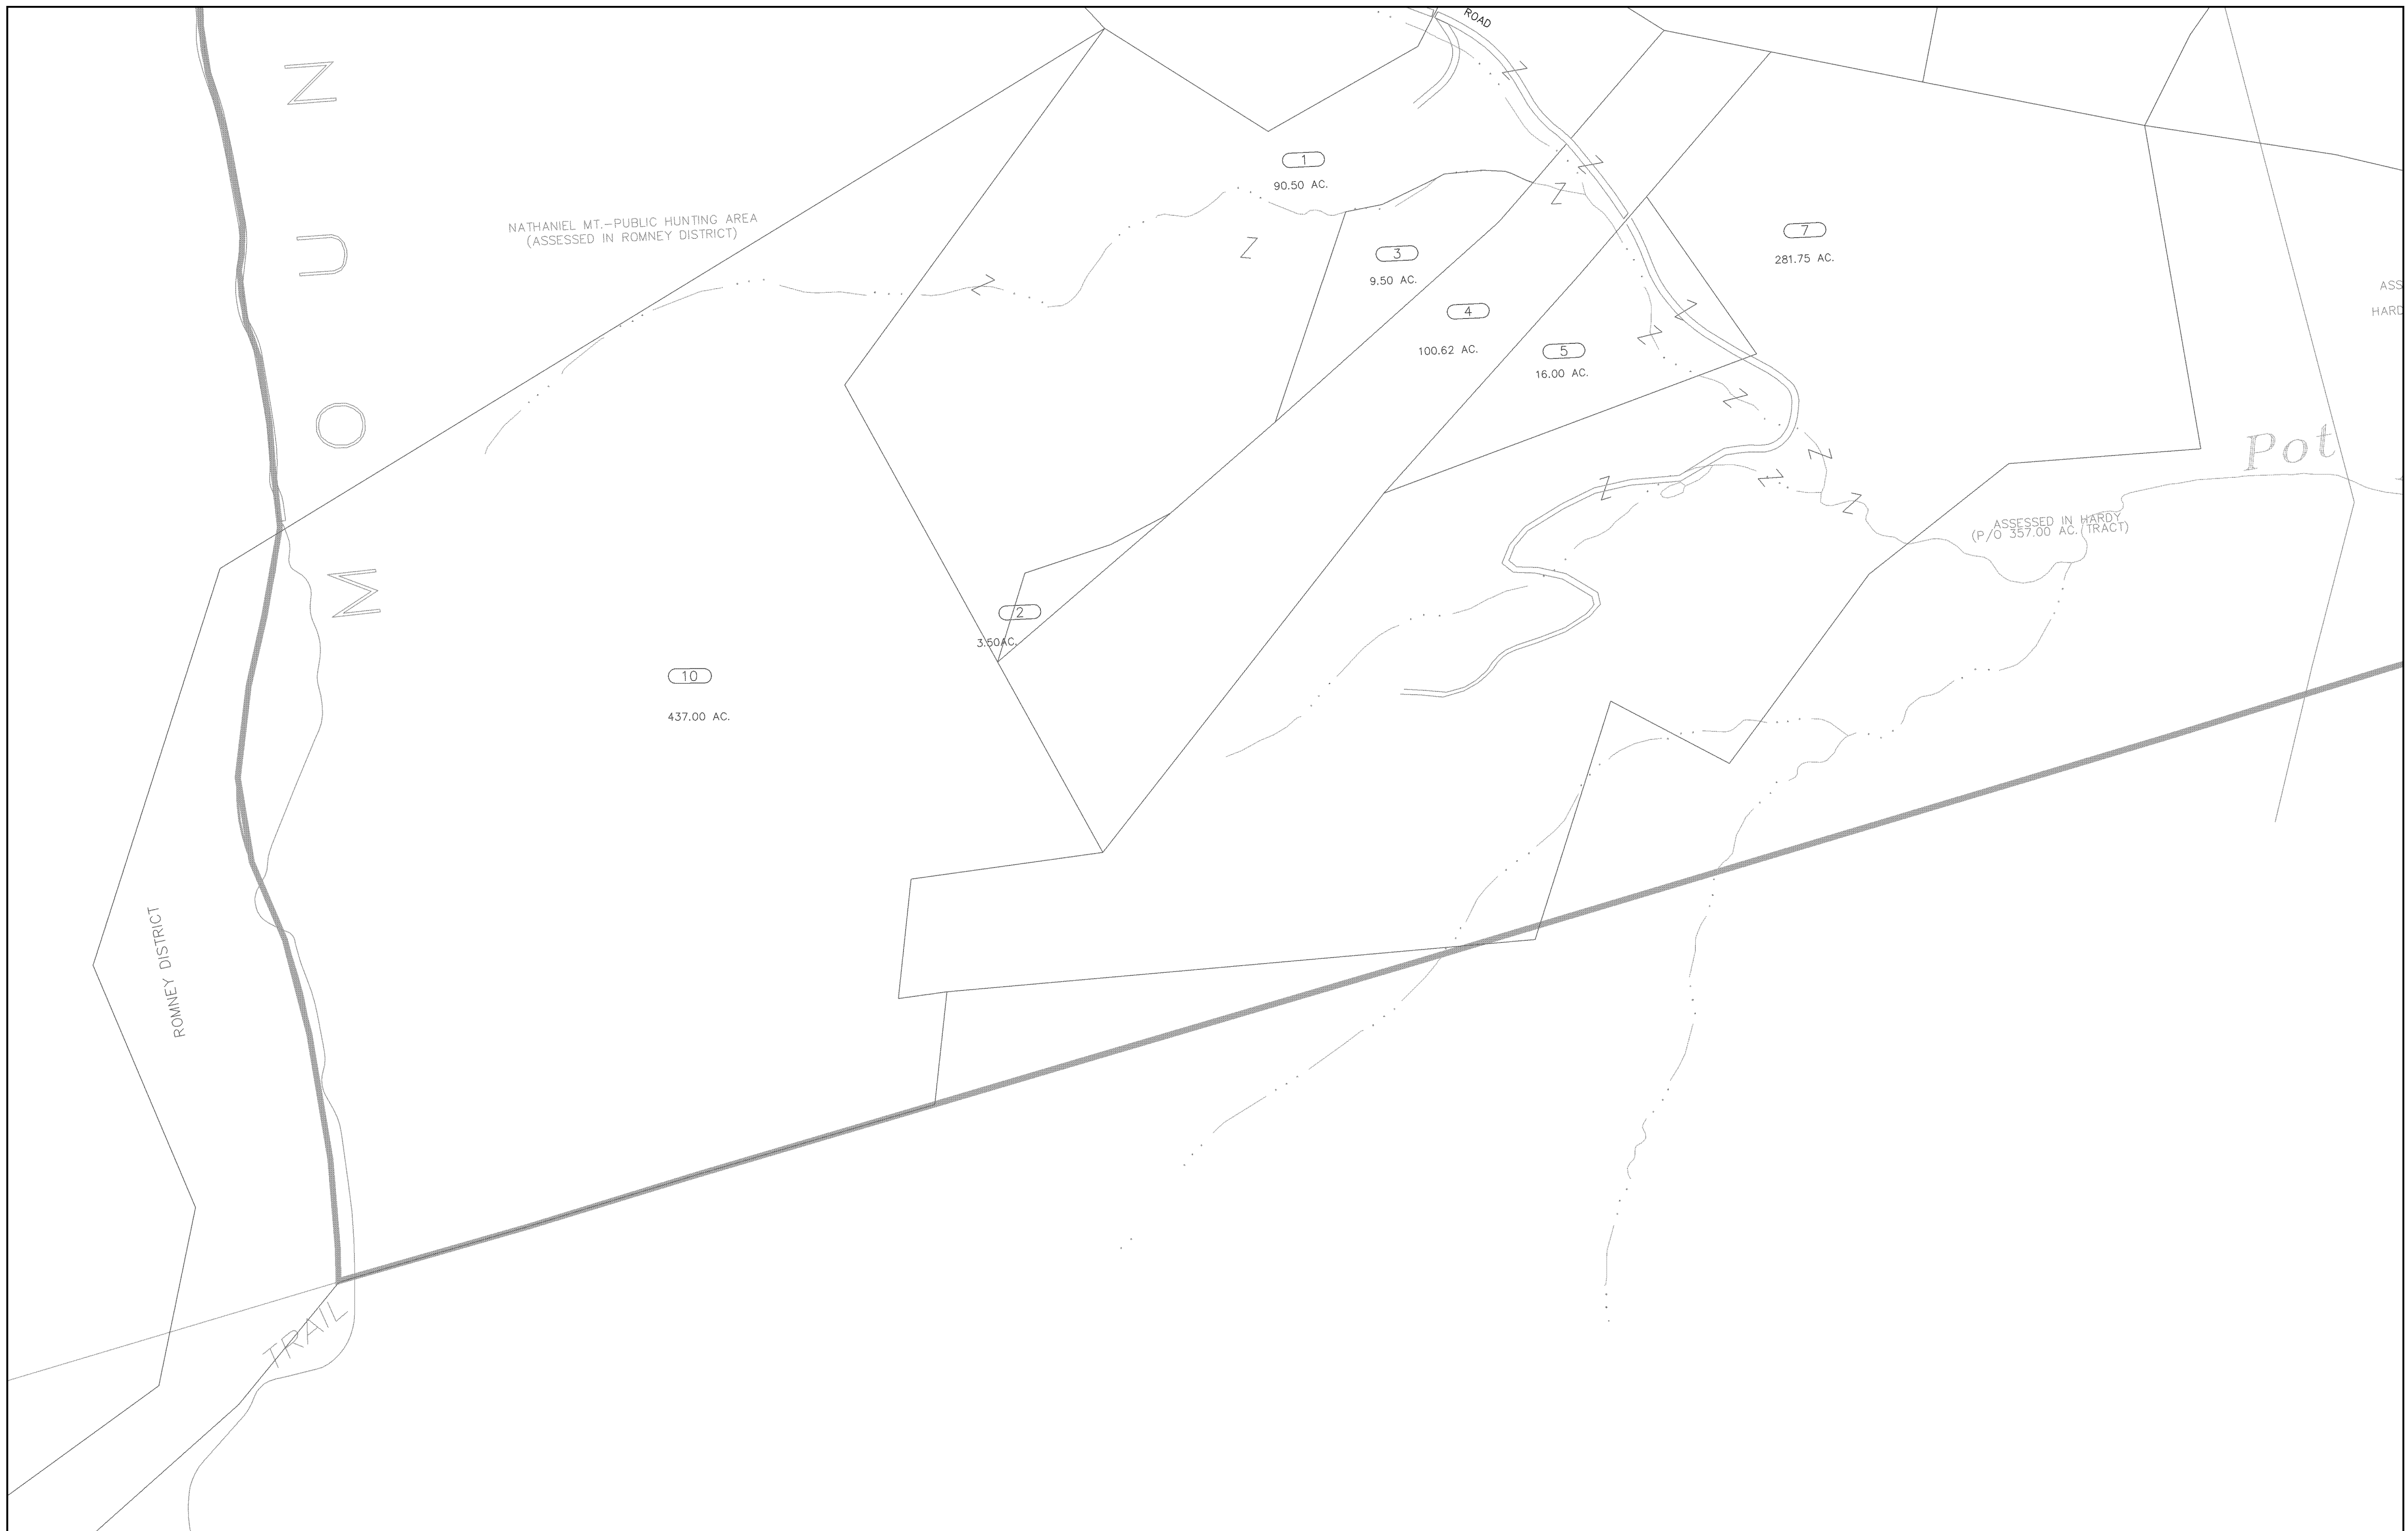 ROAD
N
1
90.50 AC.
NATHANIEL MT.-PUBLIC HUNTING AREA
(ASSESSED IN ROMNEY DISTRICT)
U
3
9.50 AC.
7
281.75 AC.
ASS
HARD
4
100.62 AC.
5
16.00 AC.
O
Pot
ASSESSED IN HARDY
(P/O 357.00 AC. TRACT)
M
2
3.50AC.
10
437.00 AC.
ROMNEY DISTRICT
TRAIL